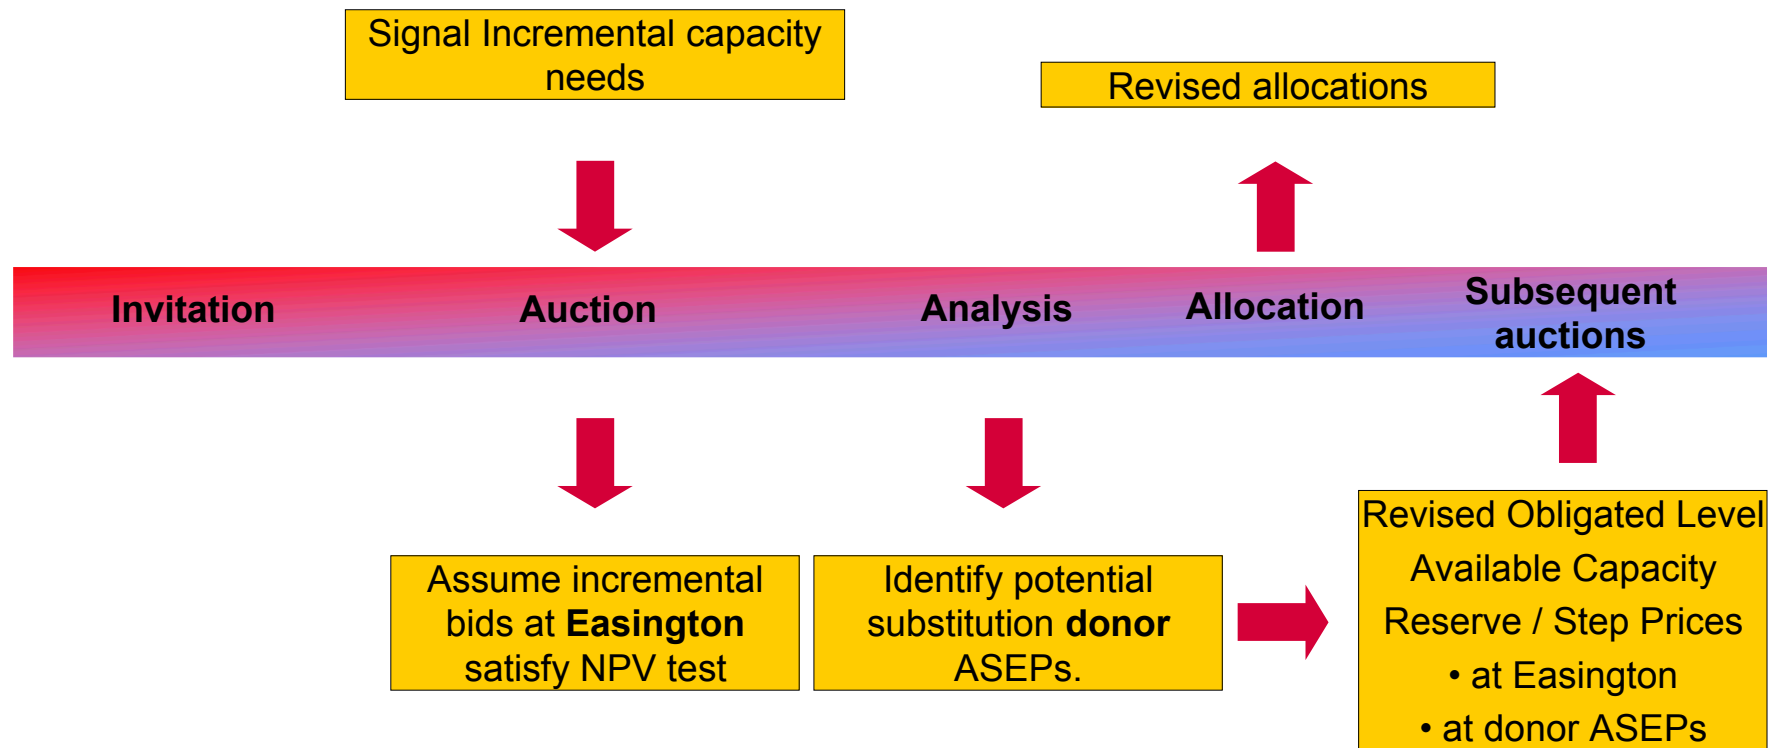 Signal Incremental capacity
needs
Revised allocations
Invitation
Auction
Analysis
Allocation
Subsequent
auctions
Assume incremental
bids at Easington
satisfy NPV test
Identify potential
substitution donor
ASEPs.
Revised Obligated Level
Available Capacity
Reserve / Step Prices
• at Easington
• at donor ASEPs